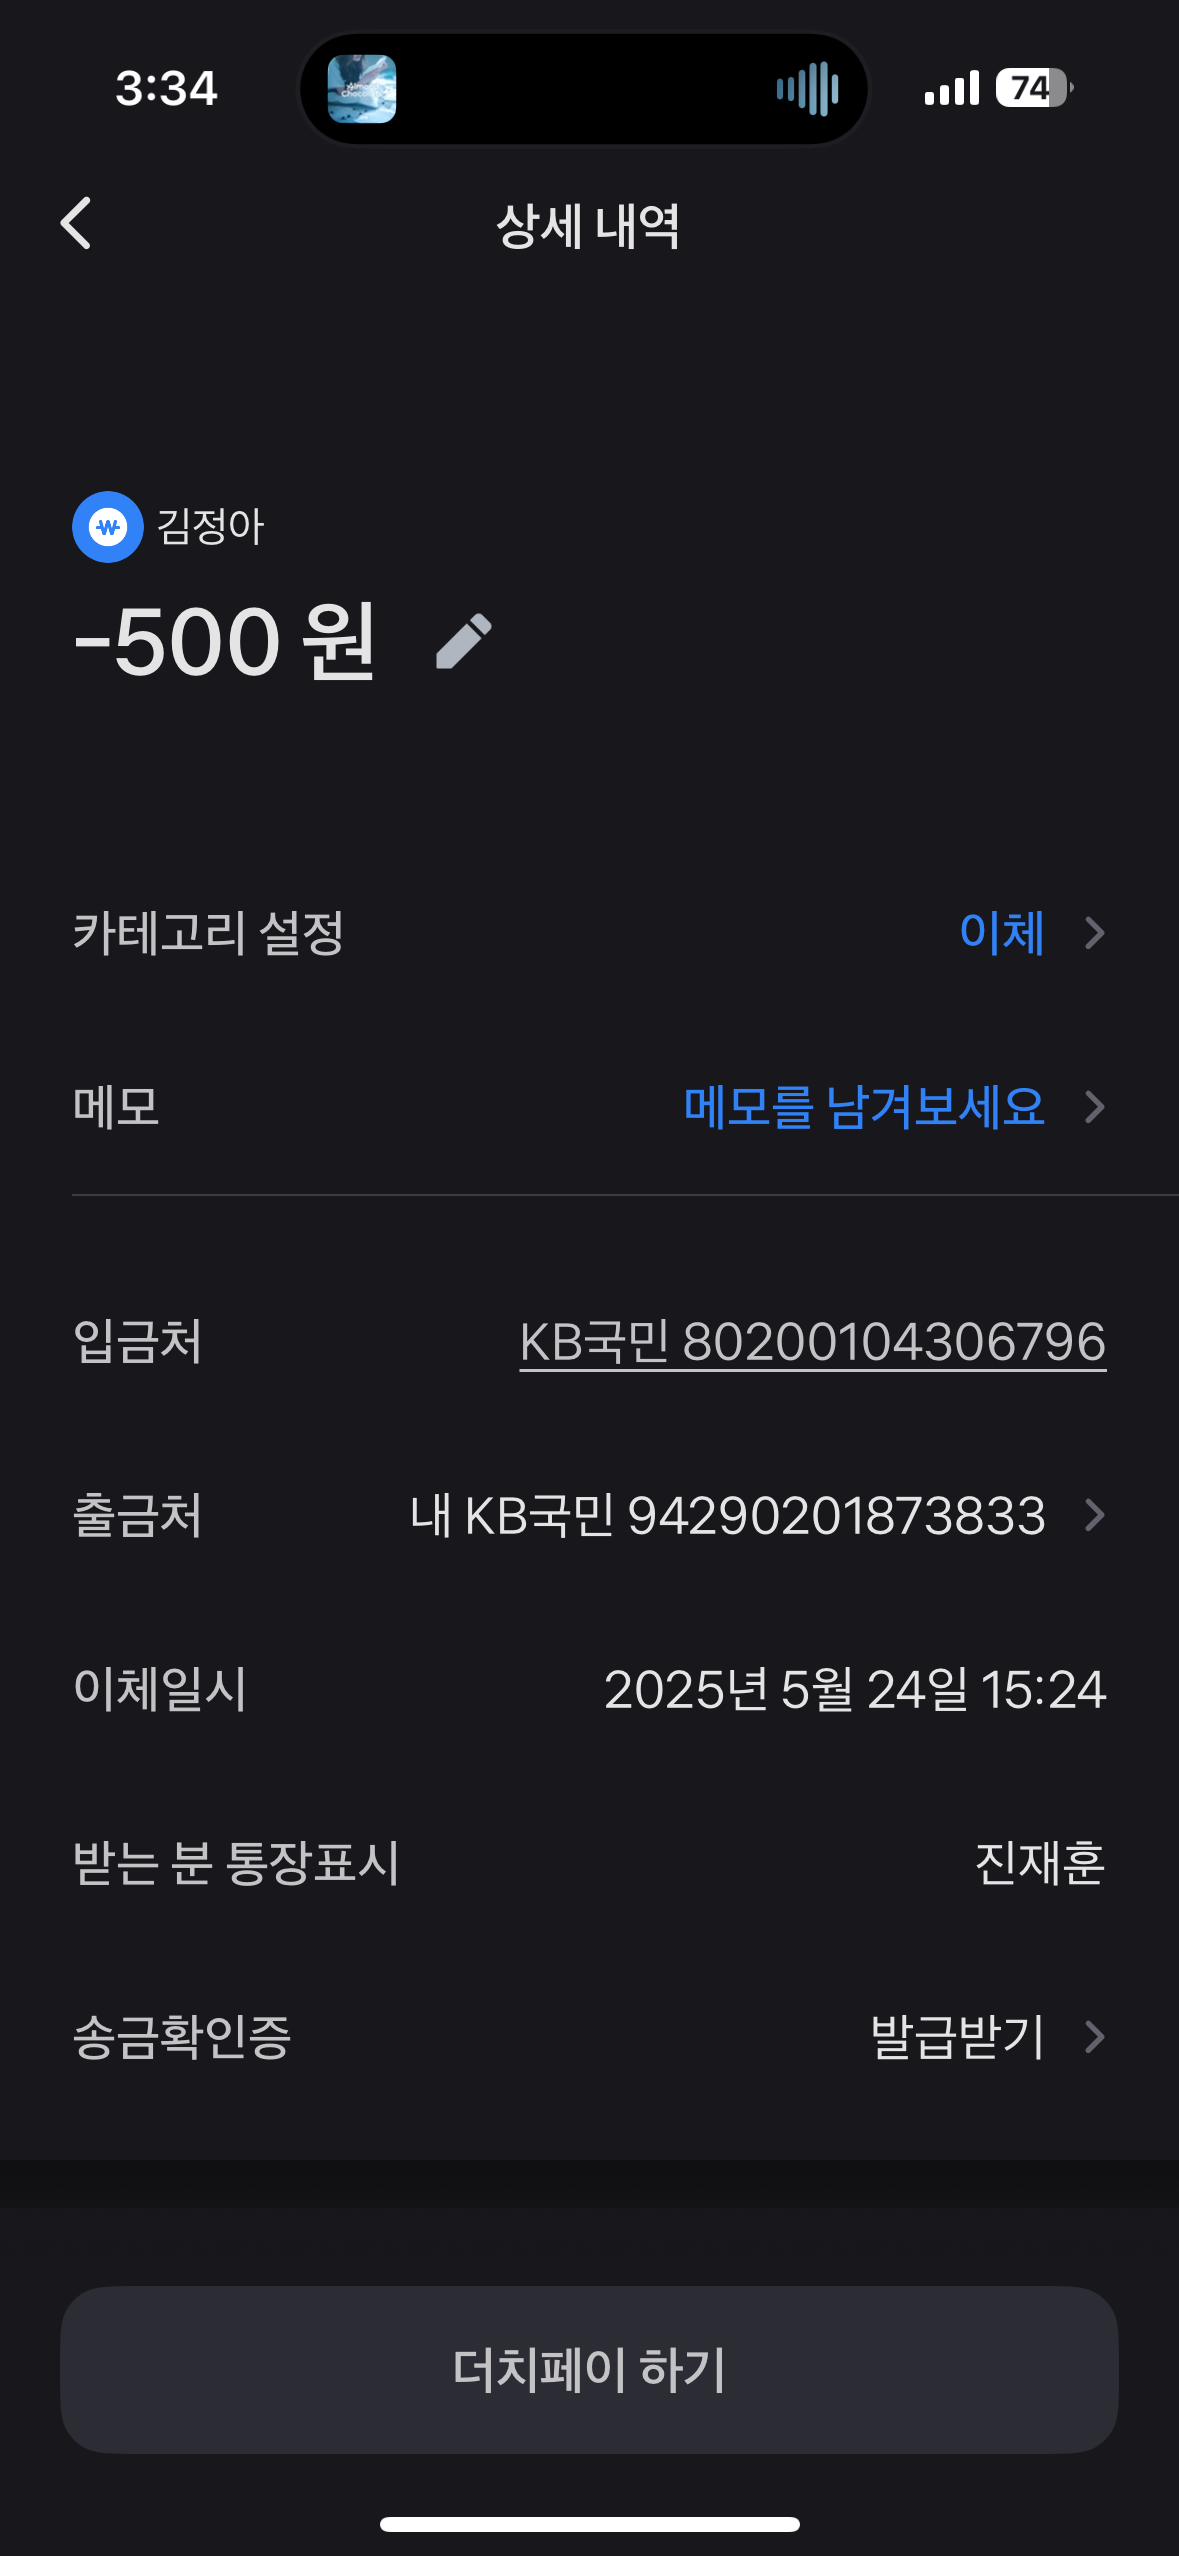 3:34
74
상세 내역
김정아
-500 원
카테고리 설정 이체
메모 메모를 남겨보세요
입금처 KB국민 80200104306796
출금처 내 KB국민 94290201873833
이체일시 2025년 5월 24일 15:24
받는 분 통장표시 진재훈
송금확인증 발급받기
더치페이 하기